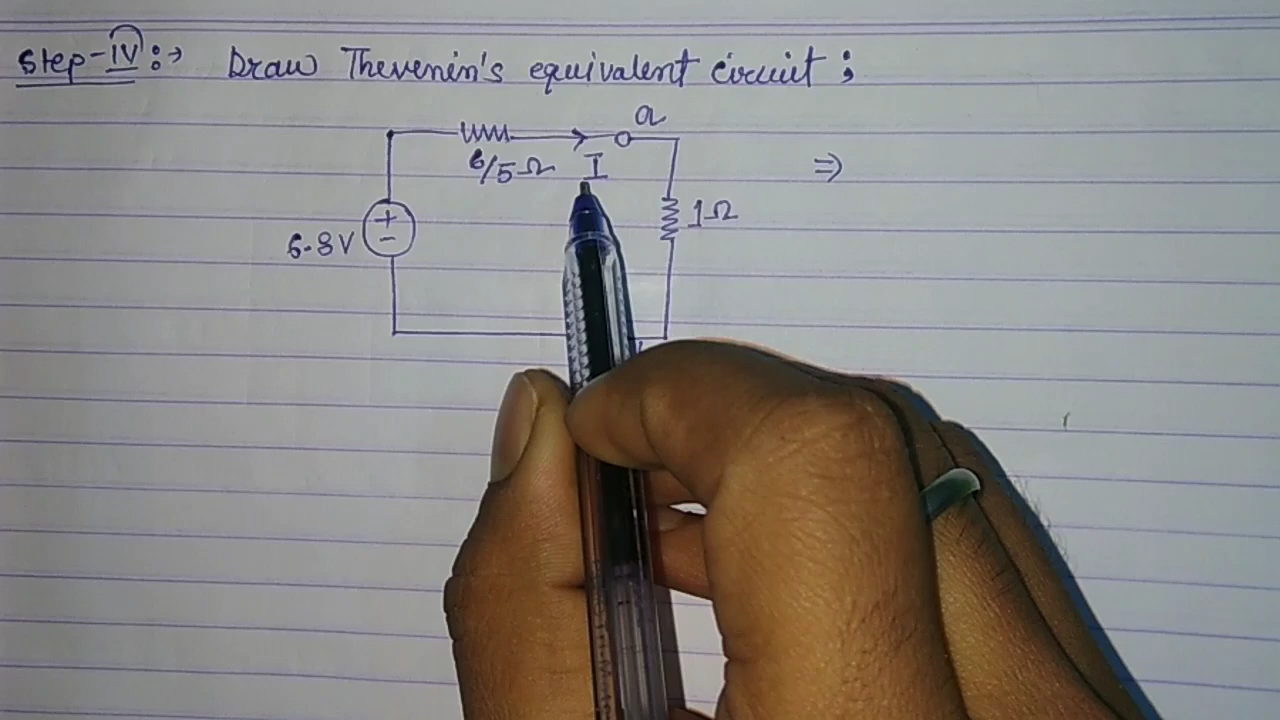 Step-IV :→ Draw Thevenin's equivalent circuit ;
a
6/5 Ω I
⇒
1Ω
+
6.8V
−